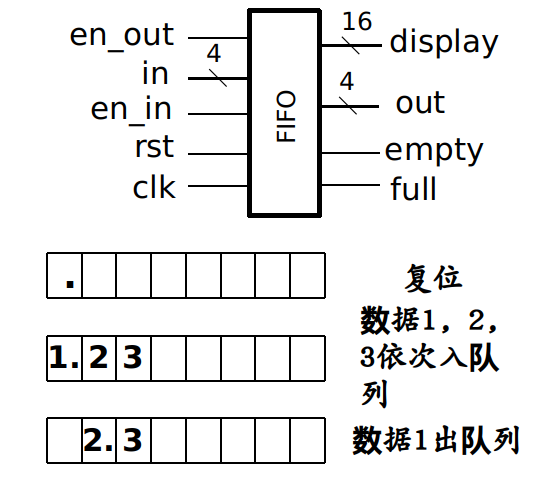 en_out
16
display
4
in
4
out
en_in
FIFO
rst
empty
clk
full
.
复位
数据1，2，
3依次入队
列
1. 2 3
2. 3
数据1出队列